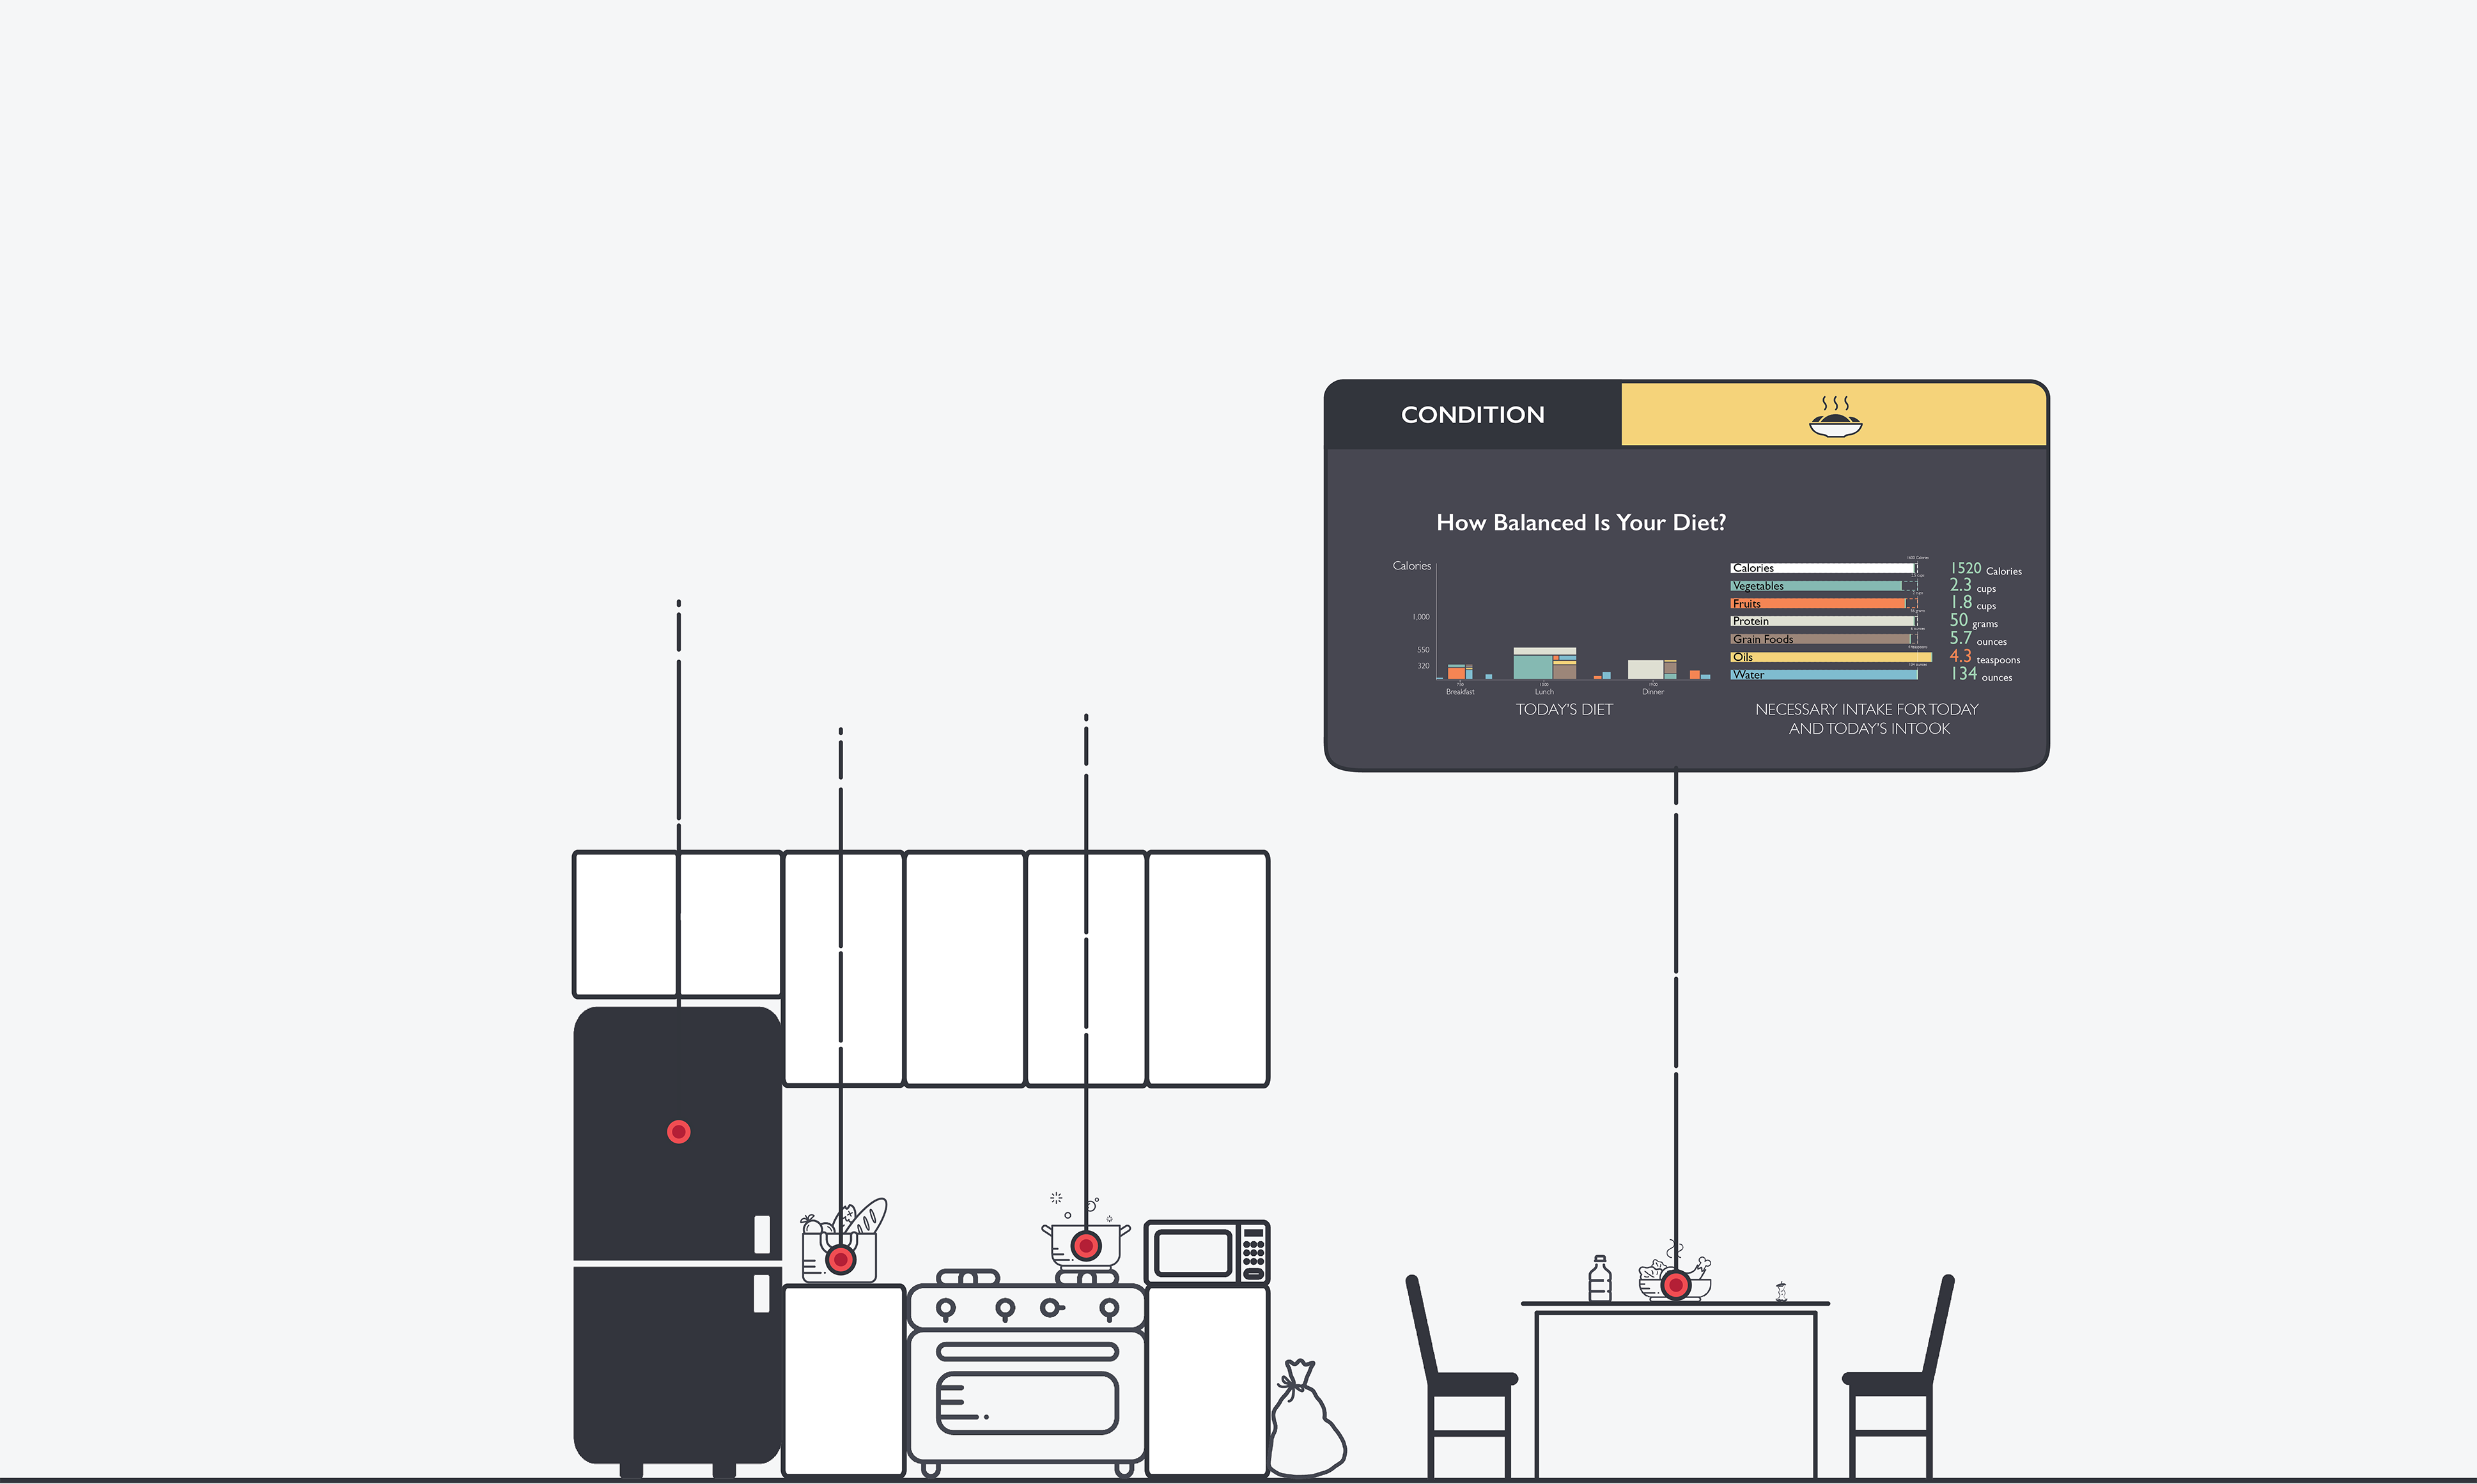 CONDITION
How Balanced Is Your Diet?
Calories
1,000
550
320
Breakfast
Lunch
Dinner
TODAY'S DIET
1600 Calories
Calories
1520 Calories
Vegetables
2.3 cups
Fruits
1.8 cups
Protein
50 grams
Grain Foods
5.7 ounces
Oils
4.3 teaspoons
Water
134 ounces
NECESSARY INTAKE FOR TODAY
AND TODAY'S INTOOK